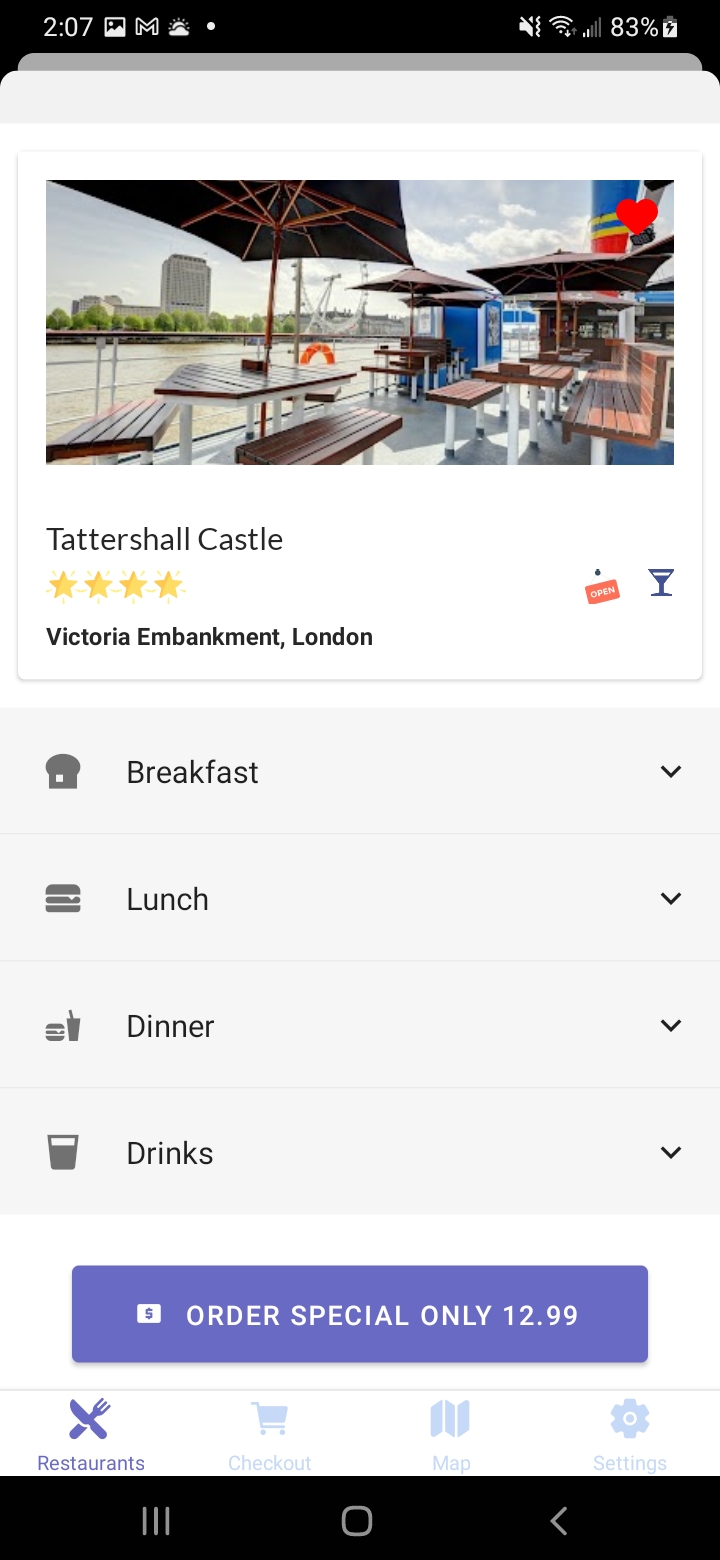 2:07 83%
Tattershall Castle
OPEN
Victoria Embankment, London
Breakfast
Lunch
Dinner
Drinks
$ ORDER SPECIAL ONLY 12.99
Restaurants Checkout Map Settings